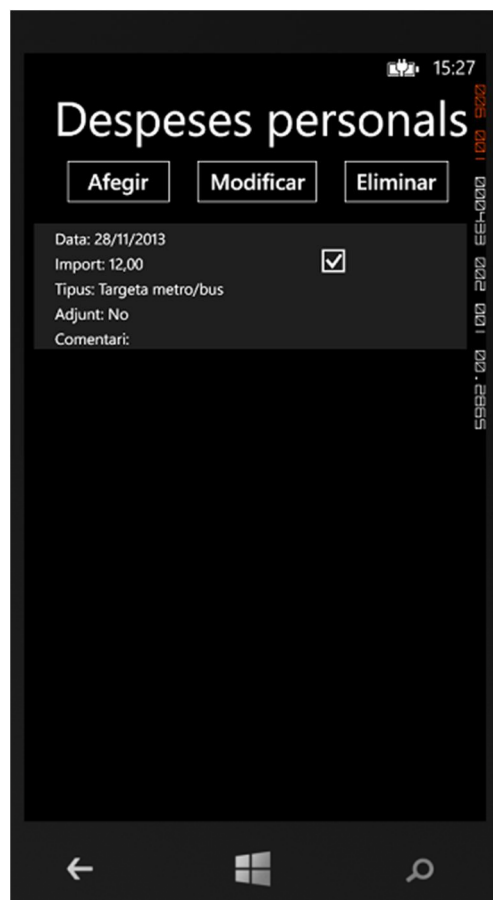 15:27
Despeses personals
Afegir Modificar Eliminar
Data: 28/11/2013
Import: 12,00
Tipus: Targeta metro/bus
Adjunt: No
Comentari: